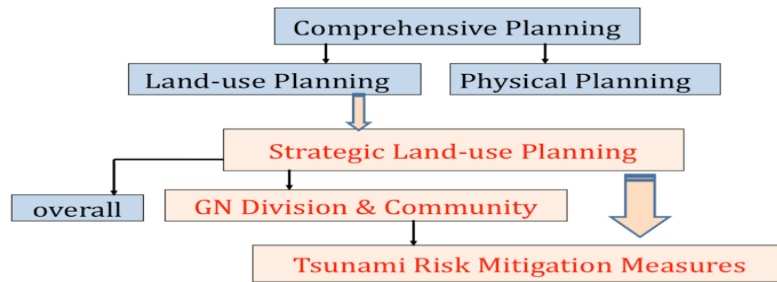 Comprehensive Planning
Land-use Planning
Physical Planning
Strategic Land-use Planning
overall
GN Division & Community
Tsunami Risk Mitigation Measures